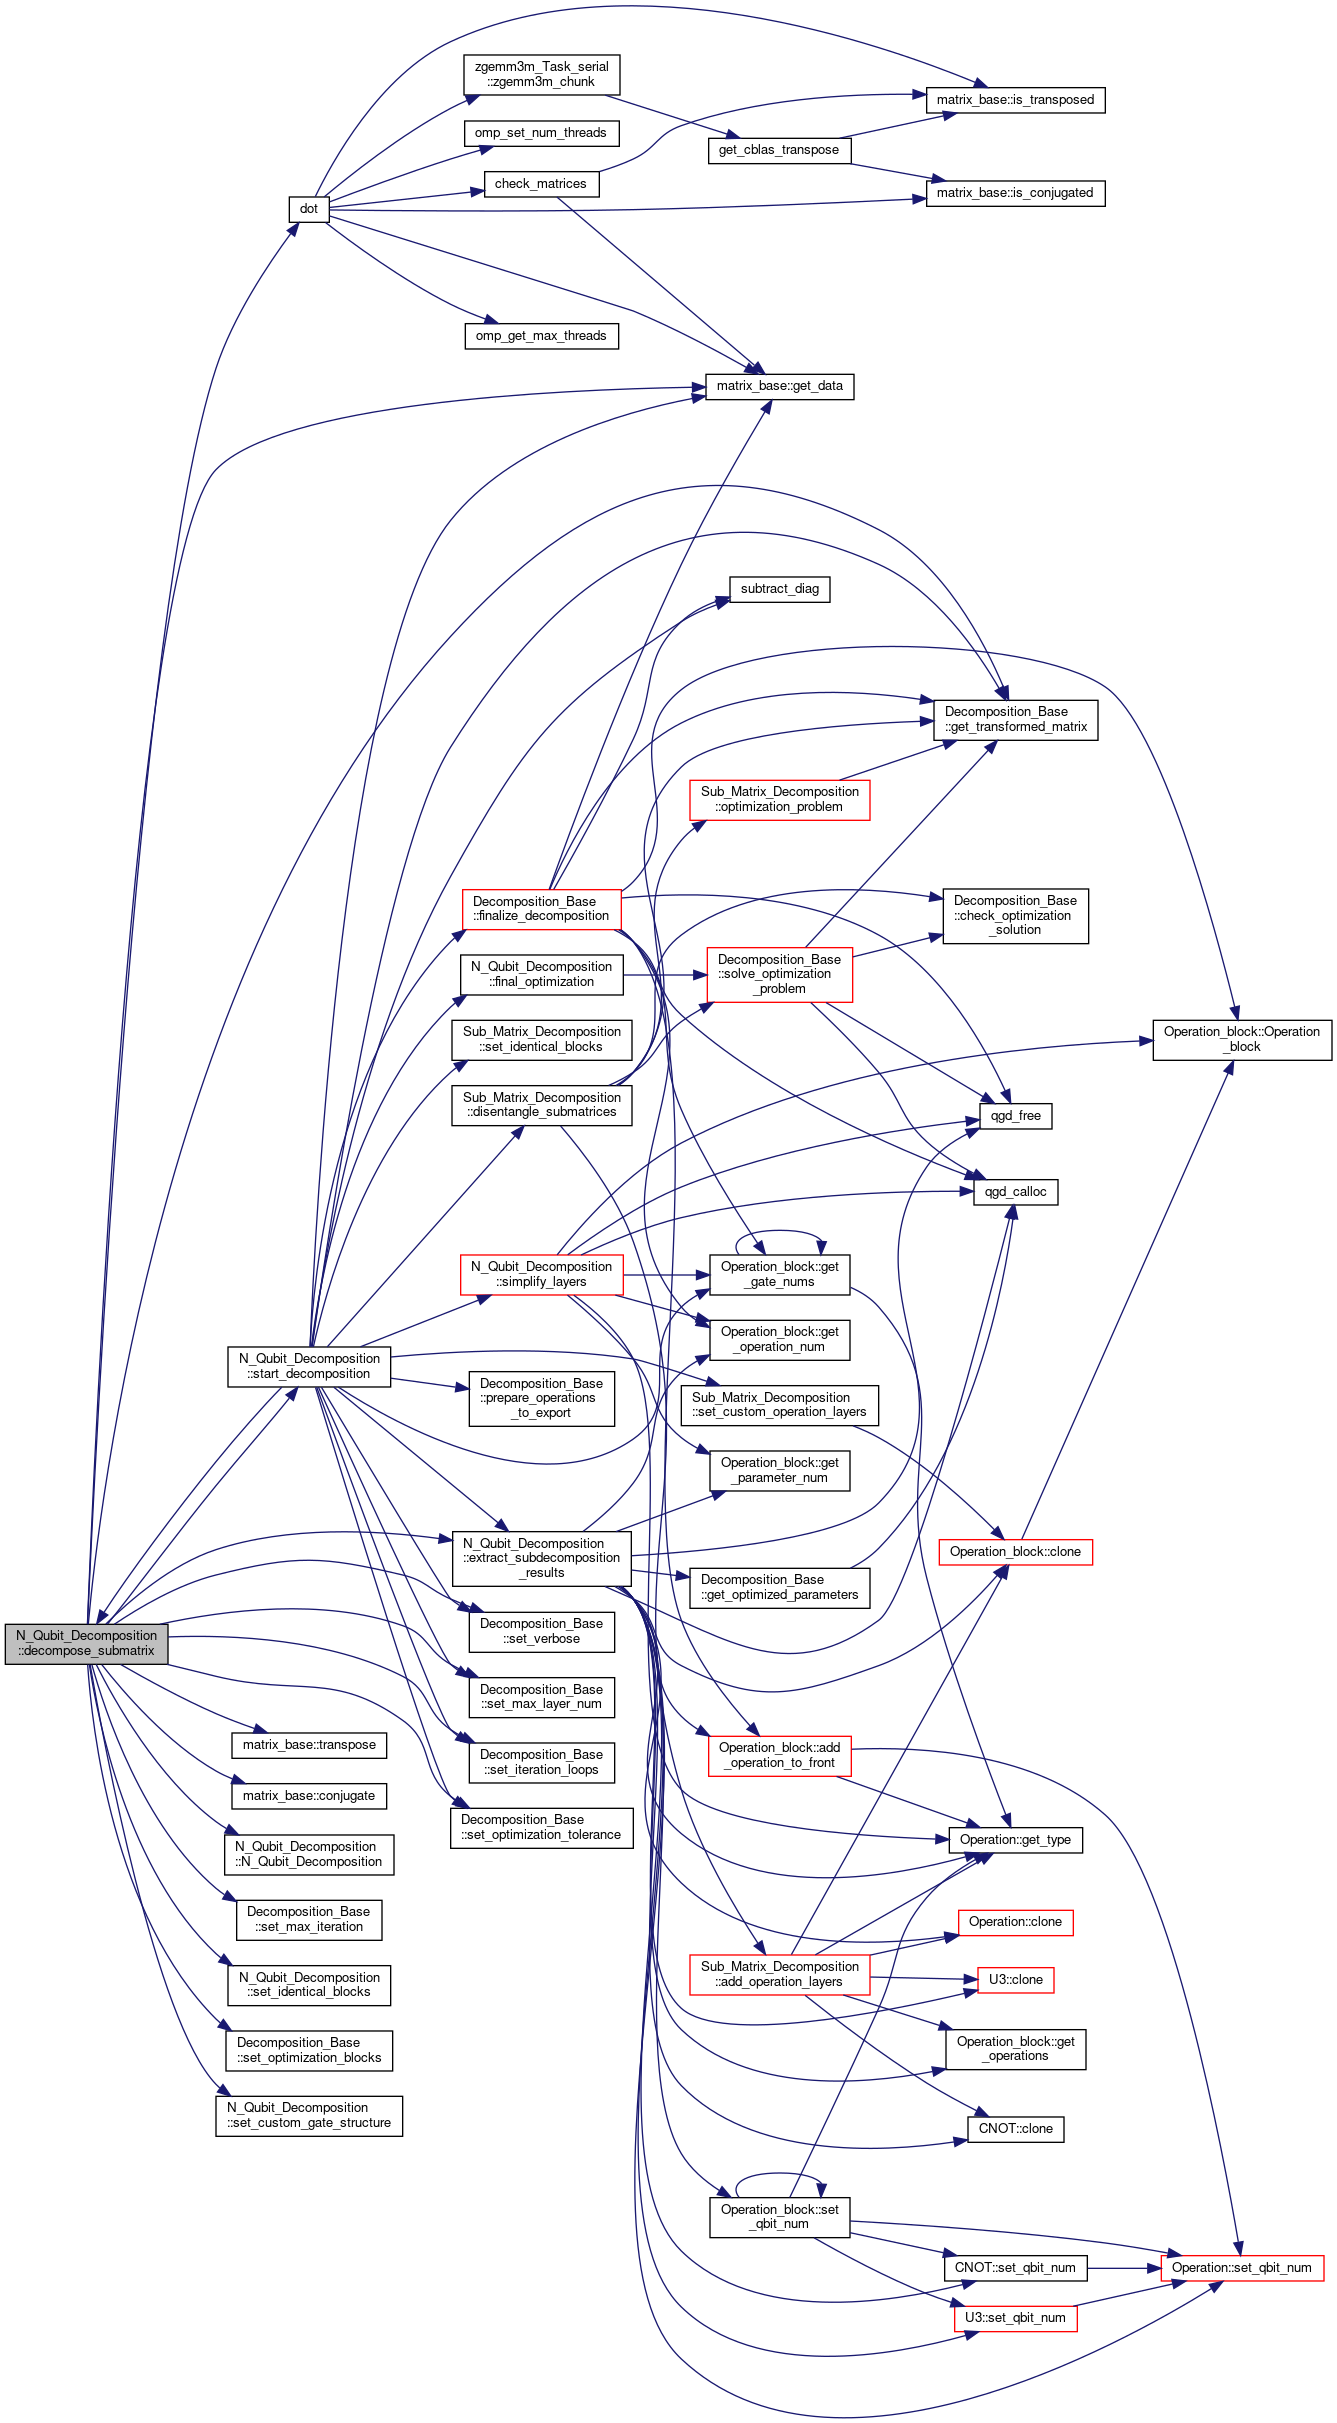 zgemm3m_Task_serial
::zgemm3m_chunk
matrix_base::is_transposed
omp_set_num_threads
get_cblas_transpose
check_matrices
matrix_base::is_conjugated
dot
omp_get_max_threads
matrix_base::get_data
subtract_diag
Decomposition_Base
::get_transformed_matrix
Sub_Matrix_Decomposition
::optimization_problem
Decomposition_Base
::finalize_decomposition
Decomposition_Base
::check_optimization
_solution
N_Qubit_Decomposition
::final_optimization
Decomposition_Base
::solve_optimization
_problem
Sub_Matrix_Decomposition
::set_identical_blocks
Operation_block::Operation
_block
Sub_Matrix_Decomposition
::disentangle_submatrices
qgd_free
qgd_calloc
N_Qubit_Decomposition
::simplify_layers
Operation_block::get
_gate_nums
Operation_block::get
_operation_num
N_Qubit_Decomposition
::start_decomposition
Decomposition_Base
::prepare_operations
_to_export
Sub_Matrix_Decomposition
::set_custom_operation_layers
Operation_block::get
_parameter_num
N_Qubit_Decomposition
::extract_subdecomposition
_results
Operation_block::clone
Decomposition_Base
::get_optimized_parameters
N_Qubit_Decomposition
::decompose_submatrix
Decomposition_Base
::set_verbose
Decomposition_Base
::set_max_layer_num
matrix_base::transpose
Decomposition_Base
::set_iteration_loops
Operation_block::add
_operation_to_front
matrix_base::conjugate
Decomposition_Base
::set_optimization_tolerance
Operation::get_type
N_Qubit_Decomposition
::N_Qubit_Decomposition
Decomposition_Base
::set_max_iteration
Operation::clone
Sub_Matrix_Decomposition
::add_operation_layers
U3::clone
N_Qubit_Decomposition
::set_identical_blocks
Decomposition_Base
::set_optimization_blocks
Operation_block::get
_operations
N_Qubit_Decomposition
::set_custom_gate_structure
CNOT::clone
Operation_block::set
_qbit_num
CNOT::set_qbit_num
Operation::set_qbit_num
U3::set_qbit_num